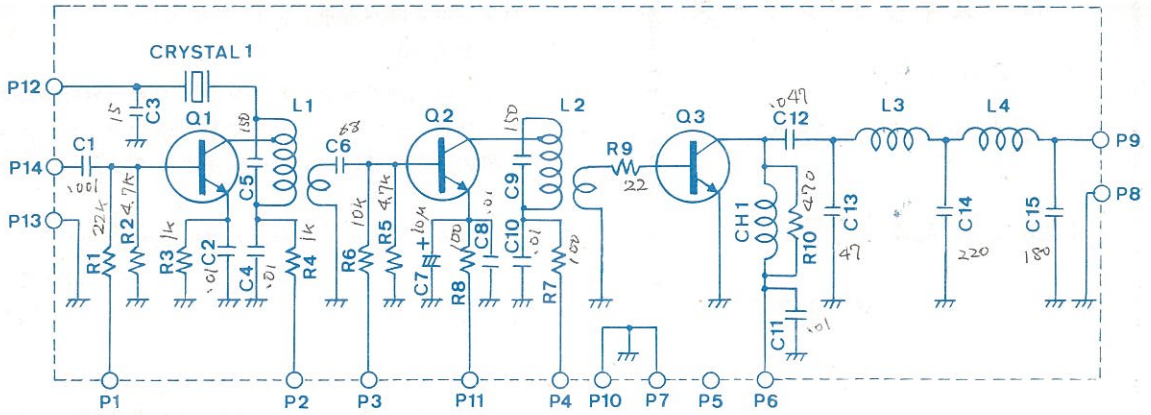 CRYSTAL 1
P12
C3
15
Q1
150
L1
C5
C6
68
Q2
150
L2
C9
R9
22
Q3
.047
C12
L3
L4
P9
P14
C1
.001
P8
P13
22K
R1
4.7K
R2
1K
R3
C2
.01
C4
.01
1K
R4
10K
R6
4.7K
R5
10μ
+
C7
100
R8
C8
.01
C10
.01
R7
100
CH1
470
R10
C13
47
C14
220
C15
180
C11
.01
P1
P2
P3
P11
P4
P10
P7
P5
P6